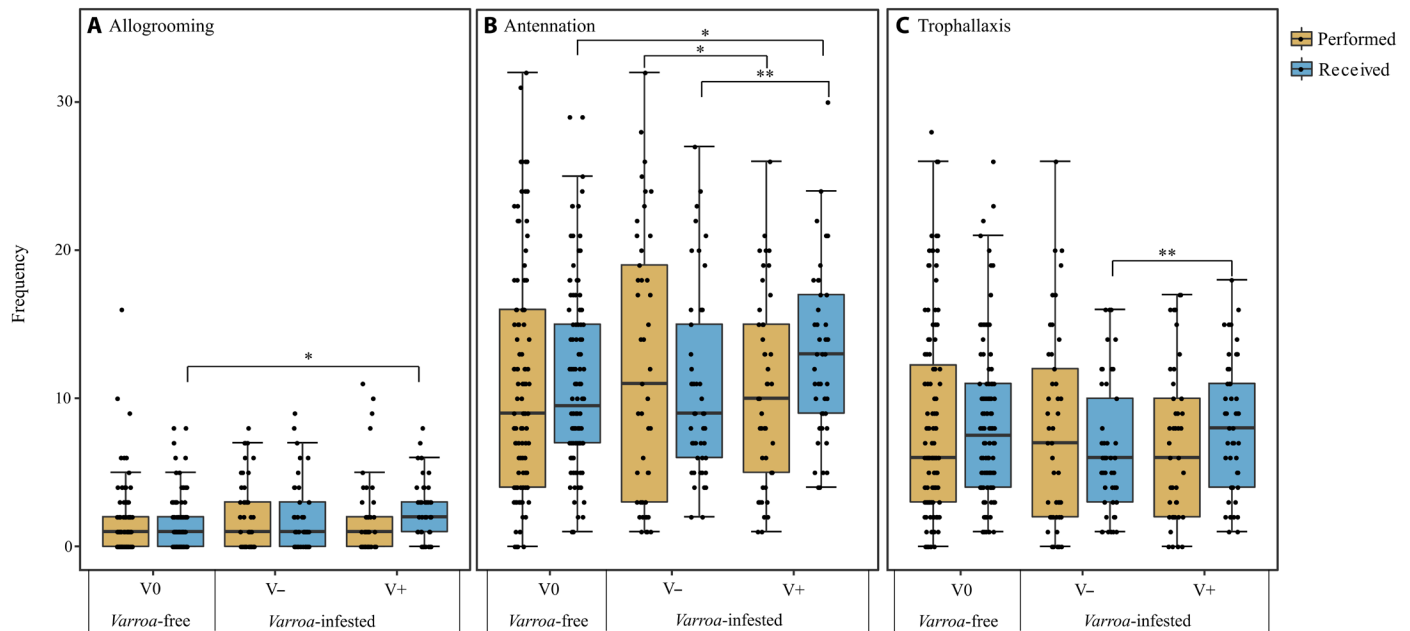 A Allogrooming
B Antennation
C Trophallaxis
Performed
Received
Frequency
30
20
10
0
*
*
*
**
**
V0 V– V+
Varroa-free Varroa-infested
V0 V– V+
Varroa-free Varroa-infested
V0 V– V+
Varroa-free Varroa-infested